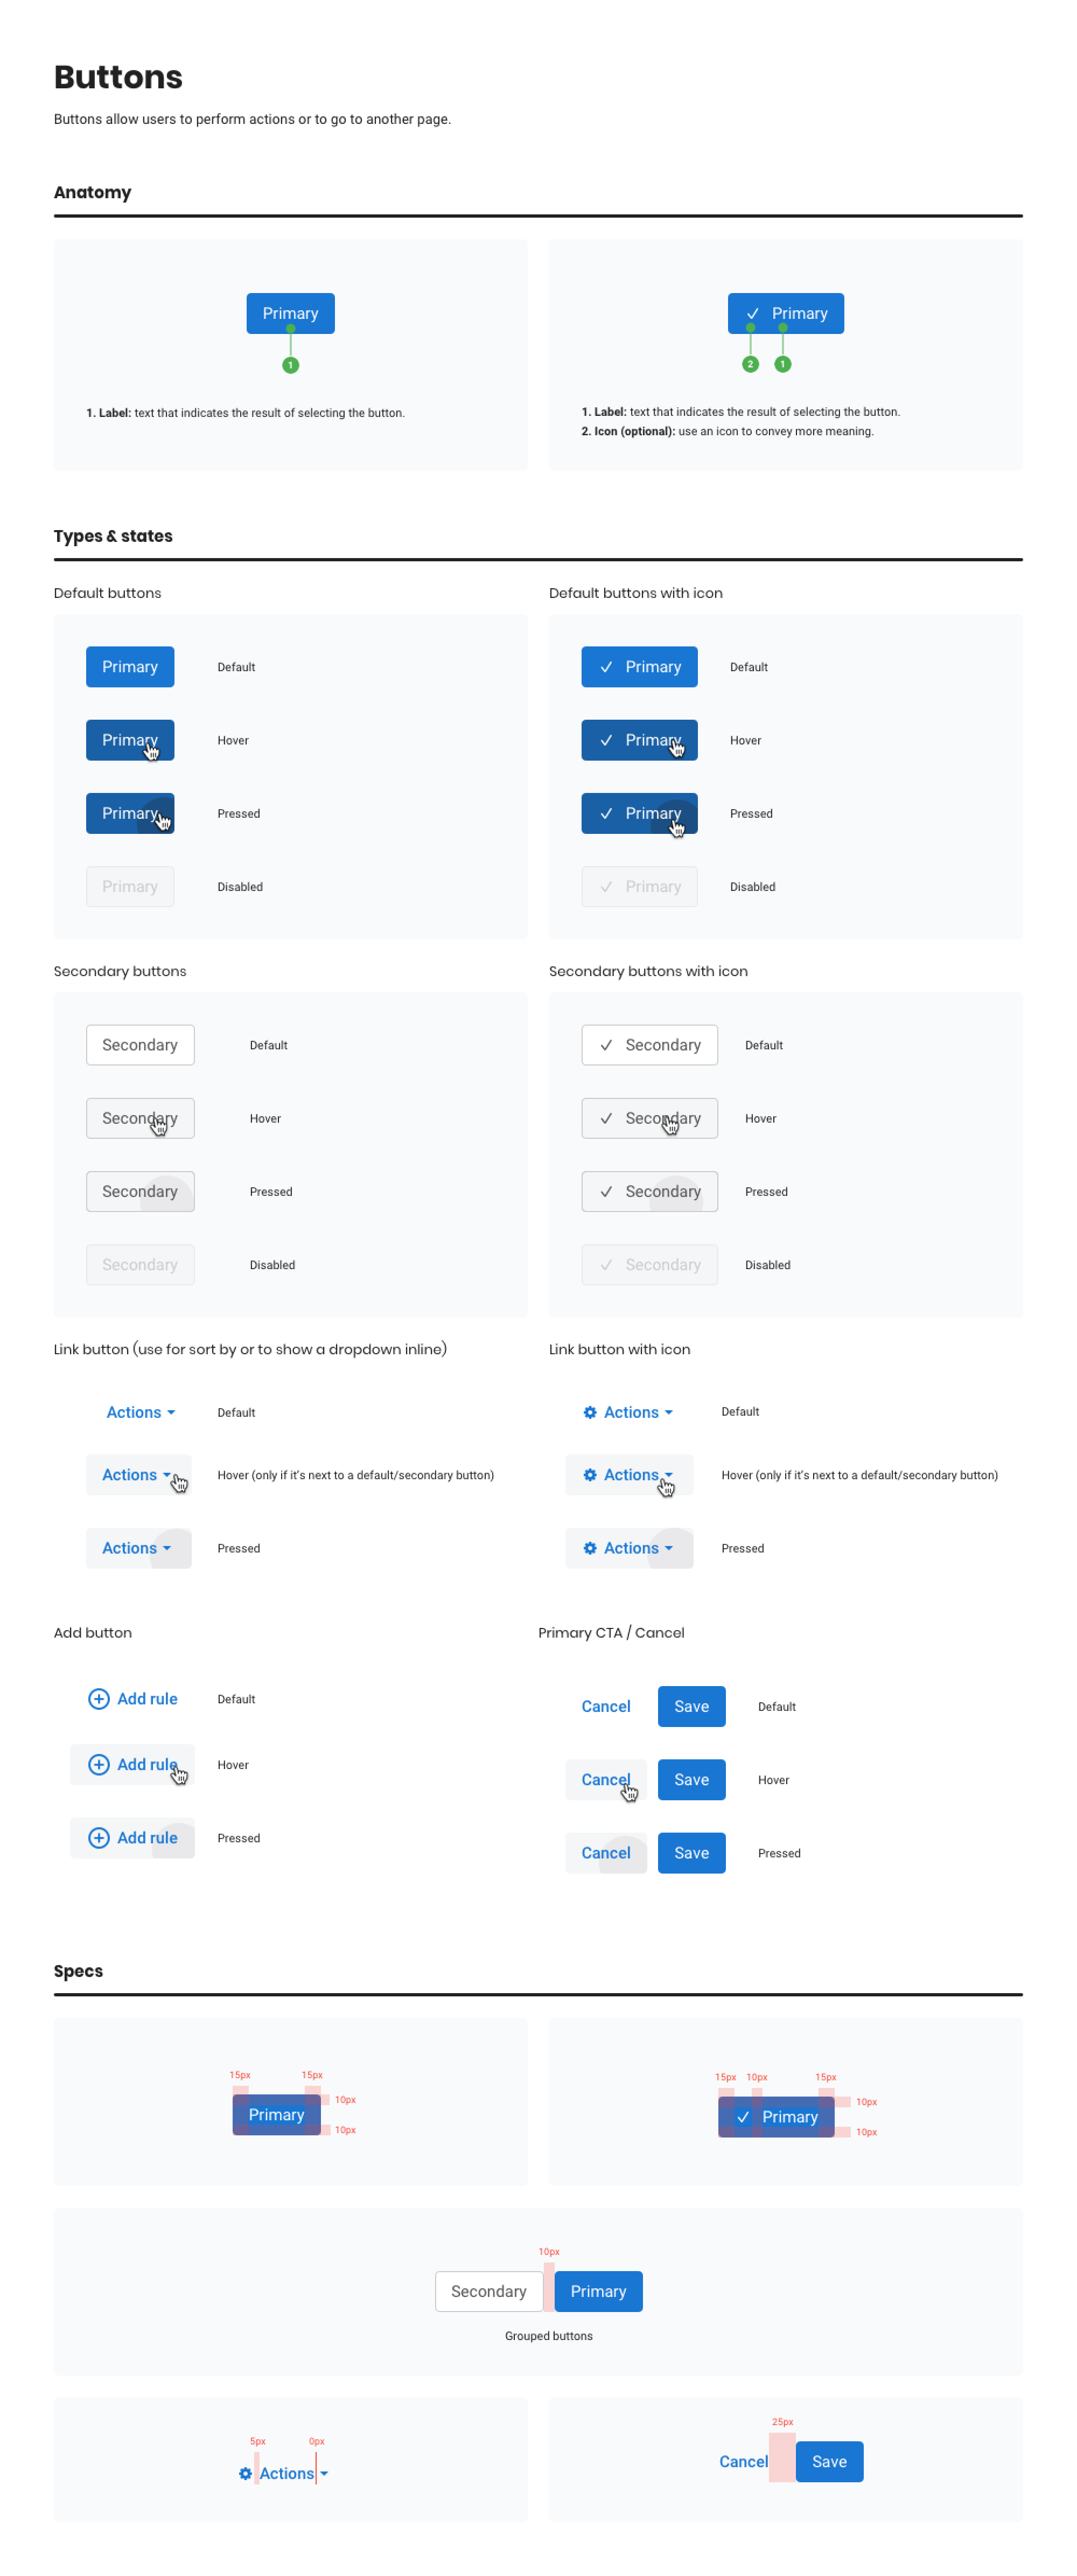 Buttons
Buttons allow users to perform actions or to go to another page.
Anatomy
Primary
1
1. Label: text that indicates the result of selecting the button.
Primary
2 1
1. Label: text that indicates the result of selecting the button.
2. Icon (optional): use an icon to convey more meaning.
Types & states
Default buttons
Primary Default
Primary Hover
Primary Pressed
Primary Disabled
Default buttons with icon
Primary Default
Primary Hover
Primary Pressed
Primary Disabled
Secondary buttons
Secondary Default
Secondary Hover
Secondary Pressed
Secondary Disabled
Secondary buttons with icon
Secondary Default
Secondary Hover
Secondary Pressed
Secondary Disabled
Link button (use for sort by or to show a dropdown inline)
Actions Default
Actions Hover (only if it's next to a default/secondary button)
Actions Pressed
Link button with icon
Actions Default
Actions Hover (only if it's next to a default/secondary button)
Actions Pressed
Add button
Add rule Default
Add rule Hover
Add rule Pressed
Primary CTA / Cancel
Cancel Save Default
Cancel Save Hover
Cancel Save Pressed
Specs
15px 15px
10px
Primary
10px
15px 10px 15px
10px
Primary
10px
10px
Secondary Primary
Grouped buttons
5px 0px
Actions
25px
Cancel Save